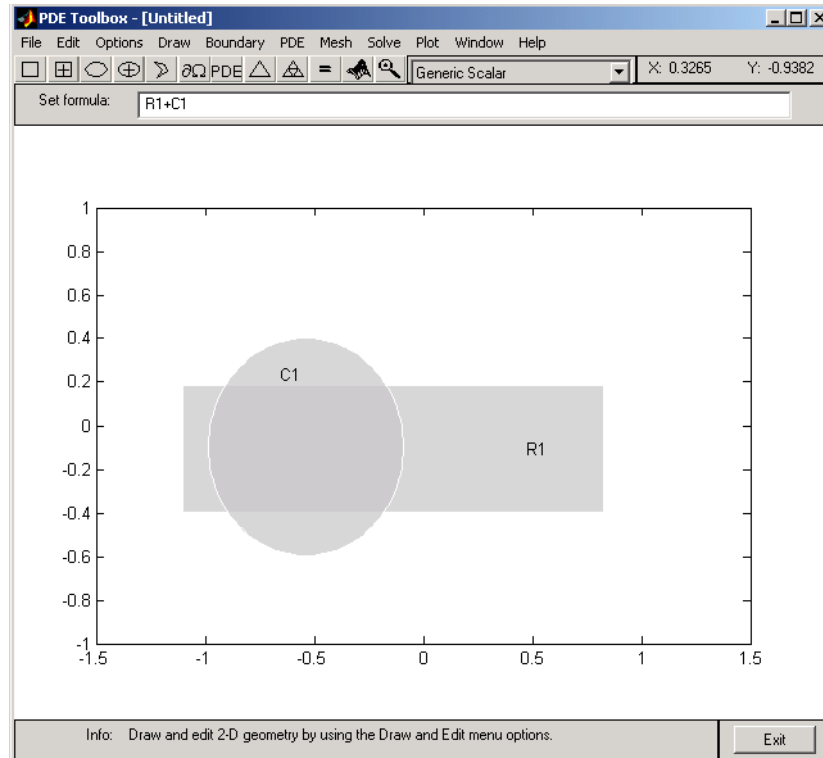 PDE Toolbox - [Untitled]
File Edit Options Draw Boundary PDE Mesh Solve Plot Window Help
∂Ω PDE = Generic Scalar X: 0.3265 Y: -0.9382
Set formula: R1+C1
1
0.8
0.6
0.4
C1
0.2
0
R1
-0.2
-0.4
-0.6
-0.8
-1
-1.5 -1 -0.5 0 0.5 1 1.5
Info: Draw and edit 2-D geometry by using the Draw and Edit menu options. Exit